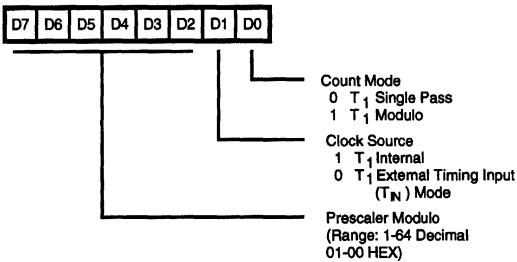 D7 D6 D5 D4 D3 D2 D1 D0
Count Mode
0 T1 Single Pass
1 T1 Modulo
Clock Source
1 T1 Internal
0 T1 External Timing Input
(TIN) Mode
Prescaler Modulo
(Range: 1-64 Decimal
01-00 HEX)